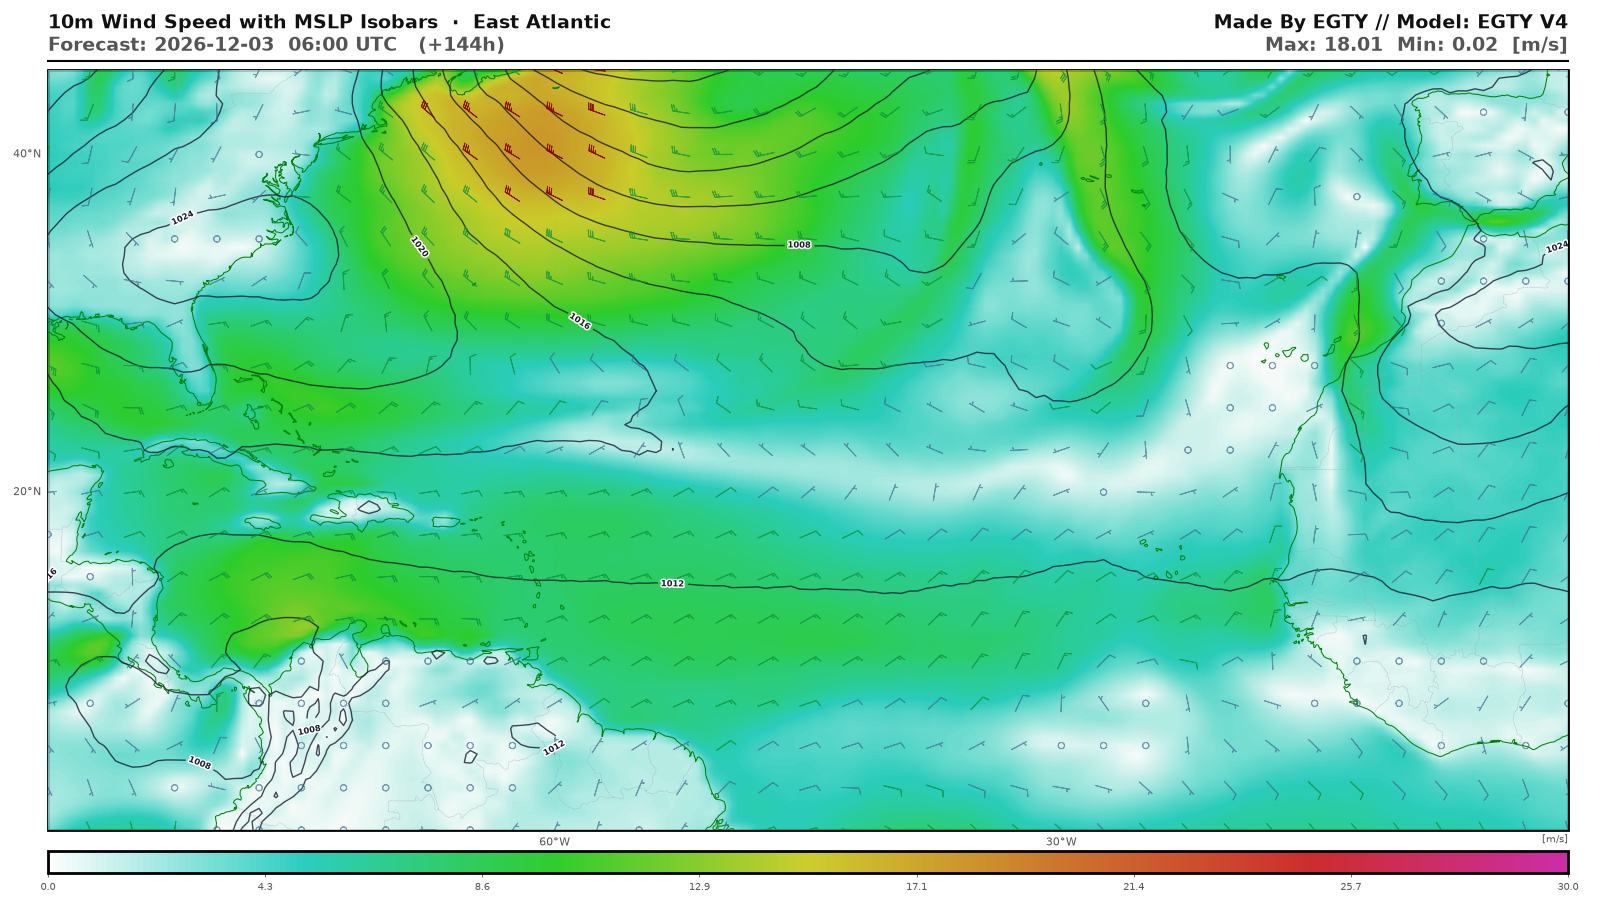 10m Wind Speed with MSLP Isobars · East Atlantic
Made By EGTY // Model: EGTY V4
Forecast: 2026-12-03 06:00 UTC (+144h)
Max: 18.01 Min: 0.02 [m/s]
40°N
1024
1020
1008
1024
1016
20°N
16
1012
1008
1012
1008
60°W
30°W
[m/s]
0.0
4.3
8.6
12.9
17.1
21.4
25.7
30.0